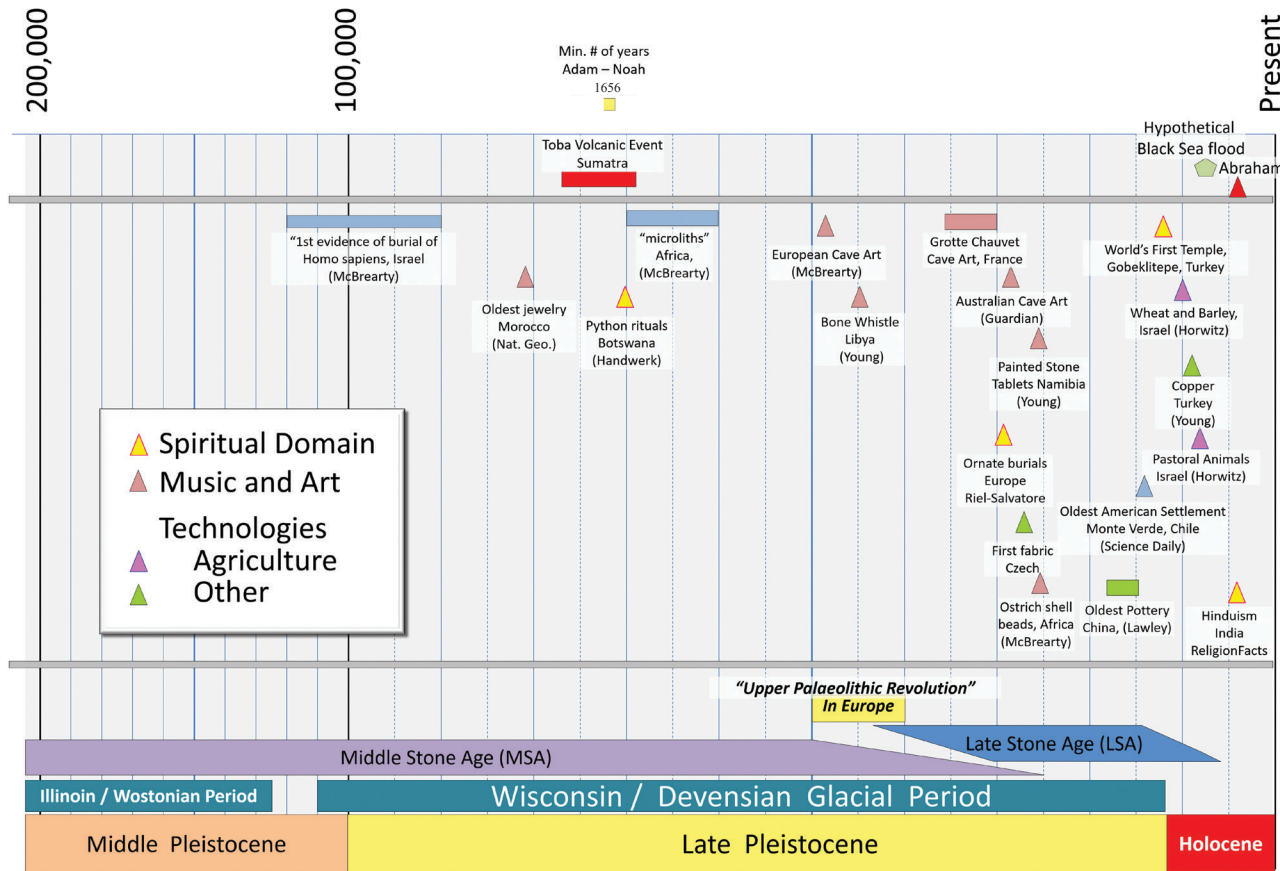 200,000
100,000
Present
Min. # of years
Adam – Noah
1656
Toba Volcanic Event
Sumatra
Hypothetical
Black Sea flood
Abraham
“1st evidence of burial of
Homo sapiens, Israel
(McBrearty)
“microliths”
Africa,
(McBrearty)
European Cave Art
(McBrearty)
Grotte Chauvet
Cave Art, France
World’s First Temple,
Gobeklitepe, Turkey
Oldest jewelry
Morocco
(Nat. Geo.)
Python rituals
Botswana
(Handwerk)
Bone Whistle
Libya
(Young)
Australian Cave Art
(Guardian)
Wheat and Barley,
Israel (Horwitz)
Painted Stone
Tablets Namibia
(Young)
Copper
Turkey
(Young)
Ornate burials
Europe
Riel-Salvatore
Pastoral Animals
Israel (Horwitz)
Oldest American Settlement
Monte Verde, Chile
(Science Daily)
First fabric
Czech
Ostrich shell
beads, Africa
(McBrearty)
Oldest Pottery
China, (Lawley)
Hinduism
India
ReligionFacts
Spiritual Domain
Music and Art
Technologies
Agriculture
Other
“Upper Palaeolithic Revolution”
In Europe
Late Stone Age (LSA)
Middle Stone Age (MSA)
Illinoin / Wostonian Period
Wisconsin / Devensian Glacial Period
Middle Pleistocene
Late Pleistocene
Holocene